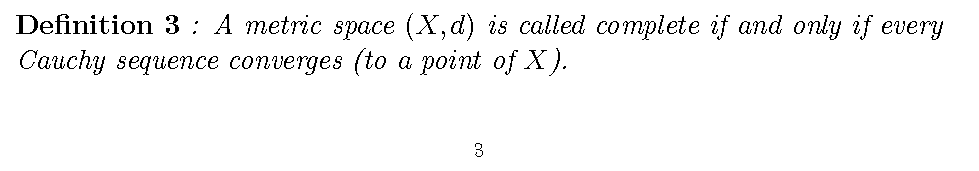 Definition 3 : A metric space (X, d) is called complete if and only if every
Cauchy sequence converges (to a point of X).
3